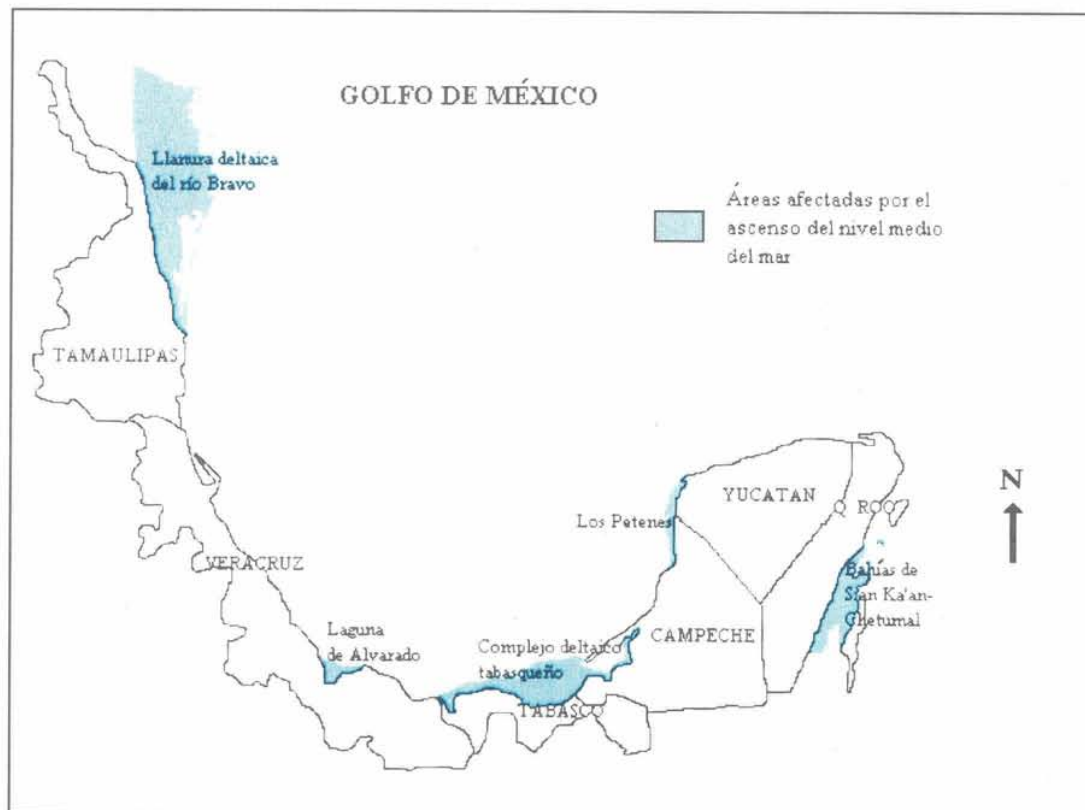 GOLFO DE MÉXICO
Llanura deltaica
del río Bravo
Áreas afectadas por el
ascenso del nivel medio
del mar
TAMAULIPAS
N
YUCATAN
Q ROO
Los Petenes
VERACRUZ
Bahías de
Sian Ka'an-
Chetumal
Laguna
de Alvarado
Complejo deltaico
tabasqueño
CAMPECHE
TABASCO